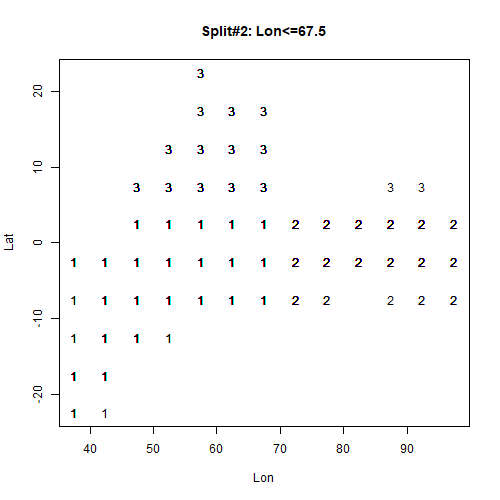 Split#2: Lon<=67.5
3
20
3 3 3
3 3 3 3
10
3 3 3 3 3 3 3
1 1 1 1 1 2 2 2 2 2 2
Lat
0
1 1 1 1 1 1 1 2 2 2 2 2 2
1 1 1 1 1 1 1 2 2 2 2 2
-10
1 1 1 1
1 1
-20
1 1
40 50 60 70 80 90
Lon